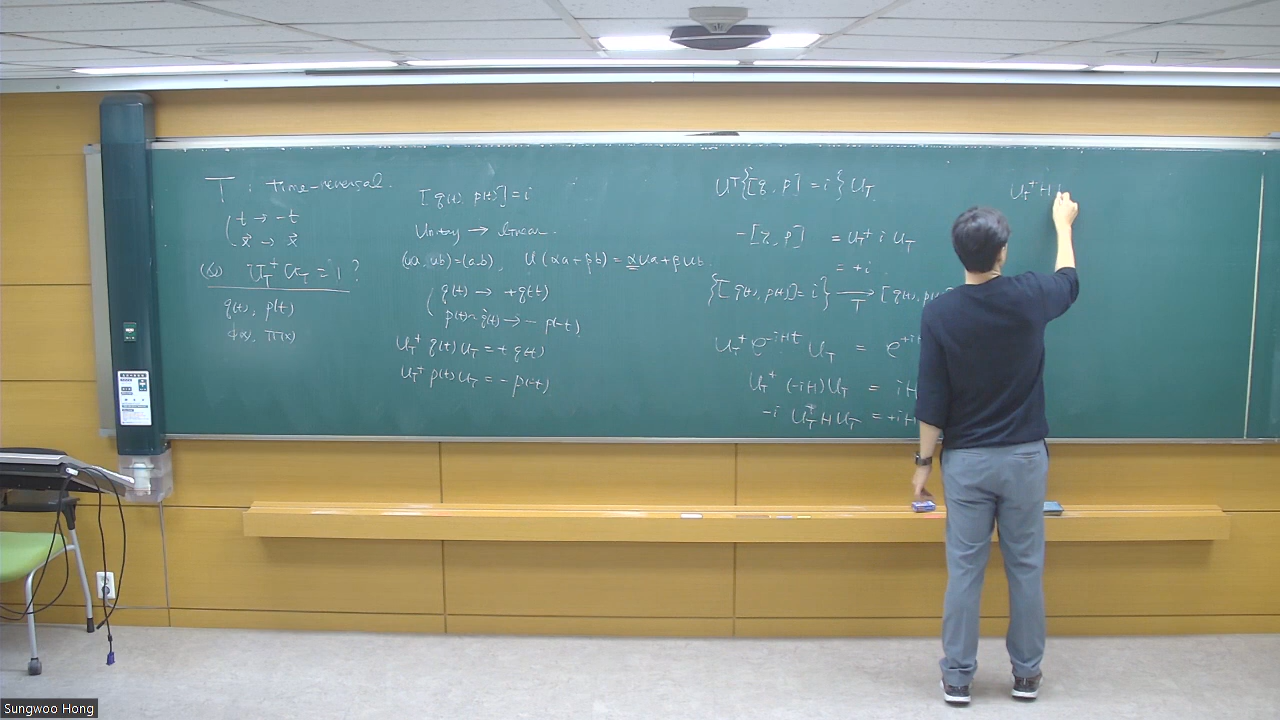 T : time-reversal.
t → -t
x⃗ → x⃗
(Q) U_T^+ U_T = 1 ?
q(t), p(t)
φ(x), Π(x)
[q(t), p(t)] = i
Unitary → linear.
(ua, ub) = (a,b), U(αa+βb) = αUa+βUb.
q(t) → +q(-t)
p(t)~q̇(t) → -p(-t)
U_T^+ q(t) U_T = + q(-t)
U_T^+ p(t) U_T = - p(-t)
U_T^+ {[q, p] = i} U_T
-[q, p] = U_T^+ i U_T
= +i
{[q(t), p(t)] = i} →_T [q(t), p(
U_T^+ e^{-iHt} U_T = e^{+i
U_T^+ (-iH) U_T = iH
-i U_T^+ H U_T = +iH
U_T^+ H
Sungwoo Hong